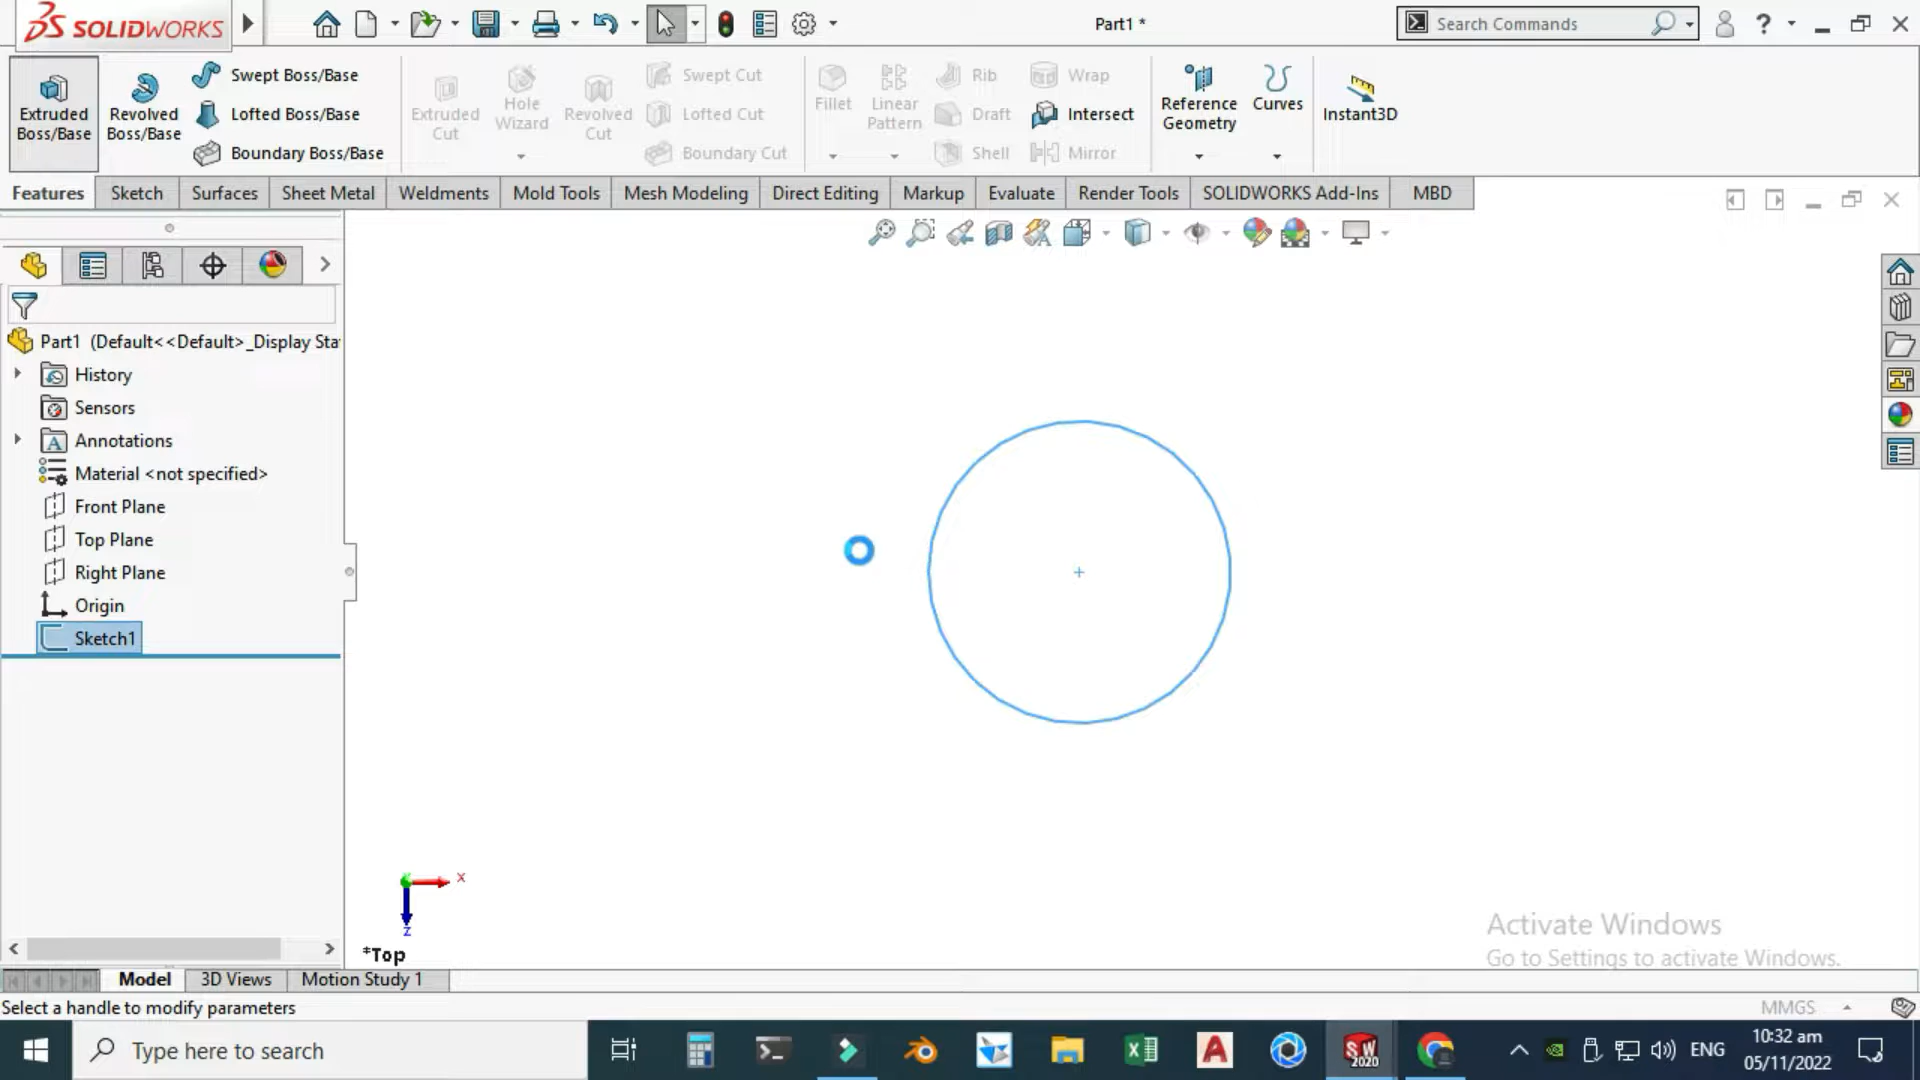 SOLIDWORKS
Part1 *
Search Commands
?
Extruded
Boss/Base
Revolved
Boss/Base
Swept Boss/Base
Lofted Boss/Base
Boundary Boss/Base
Extruded
Cut
Hole
Wizard
Revolved
Cut
Swept Cut
Lofted Cut
Boundary Cut
Fillet
Linear
Pattern
Rib
Draft
Shell
Wrap
Intersect
Mirror
Reference
Geometry
Curves
Instant3D
Features
Sketch
Surfaces
Sheet Metal
Weldments
Mold Tools
Mesh Modeling
Direct Editing
Markup
Evaluate
Render Tools
SOLIDWORKS Add-Ins
MBD
Part1 (Default<<Default>_Display Sta
History
Sensors
Annotations
Material <not specified>
Front Plane
Top Plane
Right Plane
Origin
Sketch1
x
z
*Top
Activate Windows
Go to Settings to activate Windows.
Model
3D Views
Motion Study 1
Select a handle to modify parameters
MMGS
Type here to search
SW
2020
ENG
10:32 am
05/11/2022